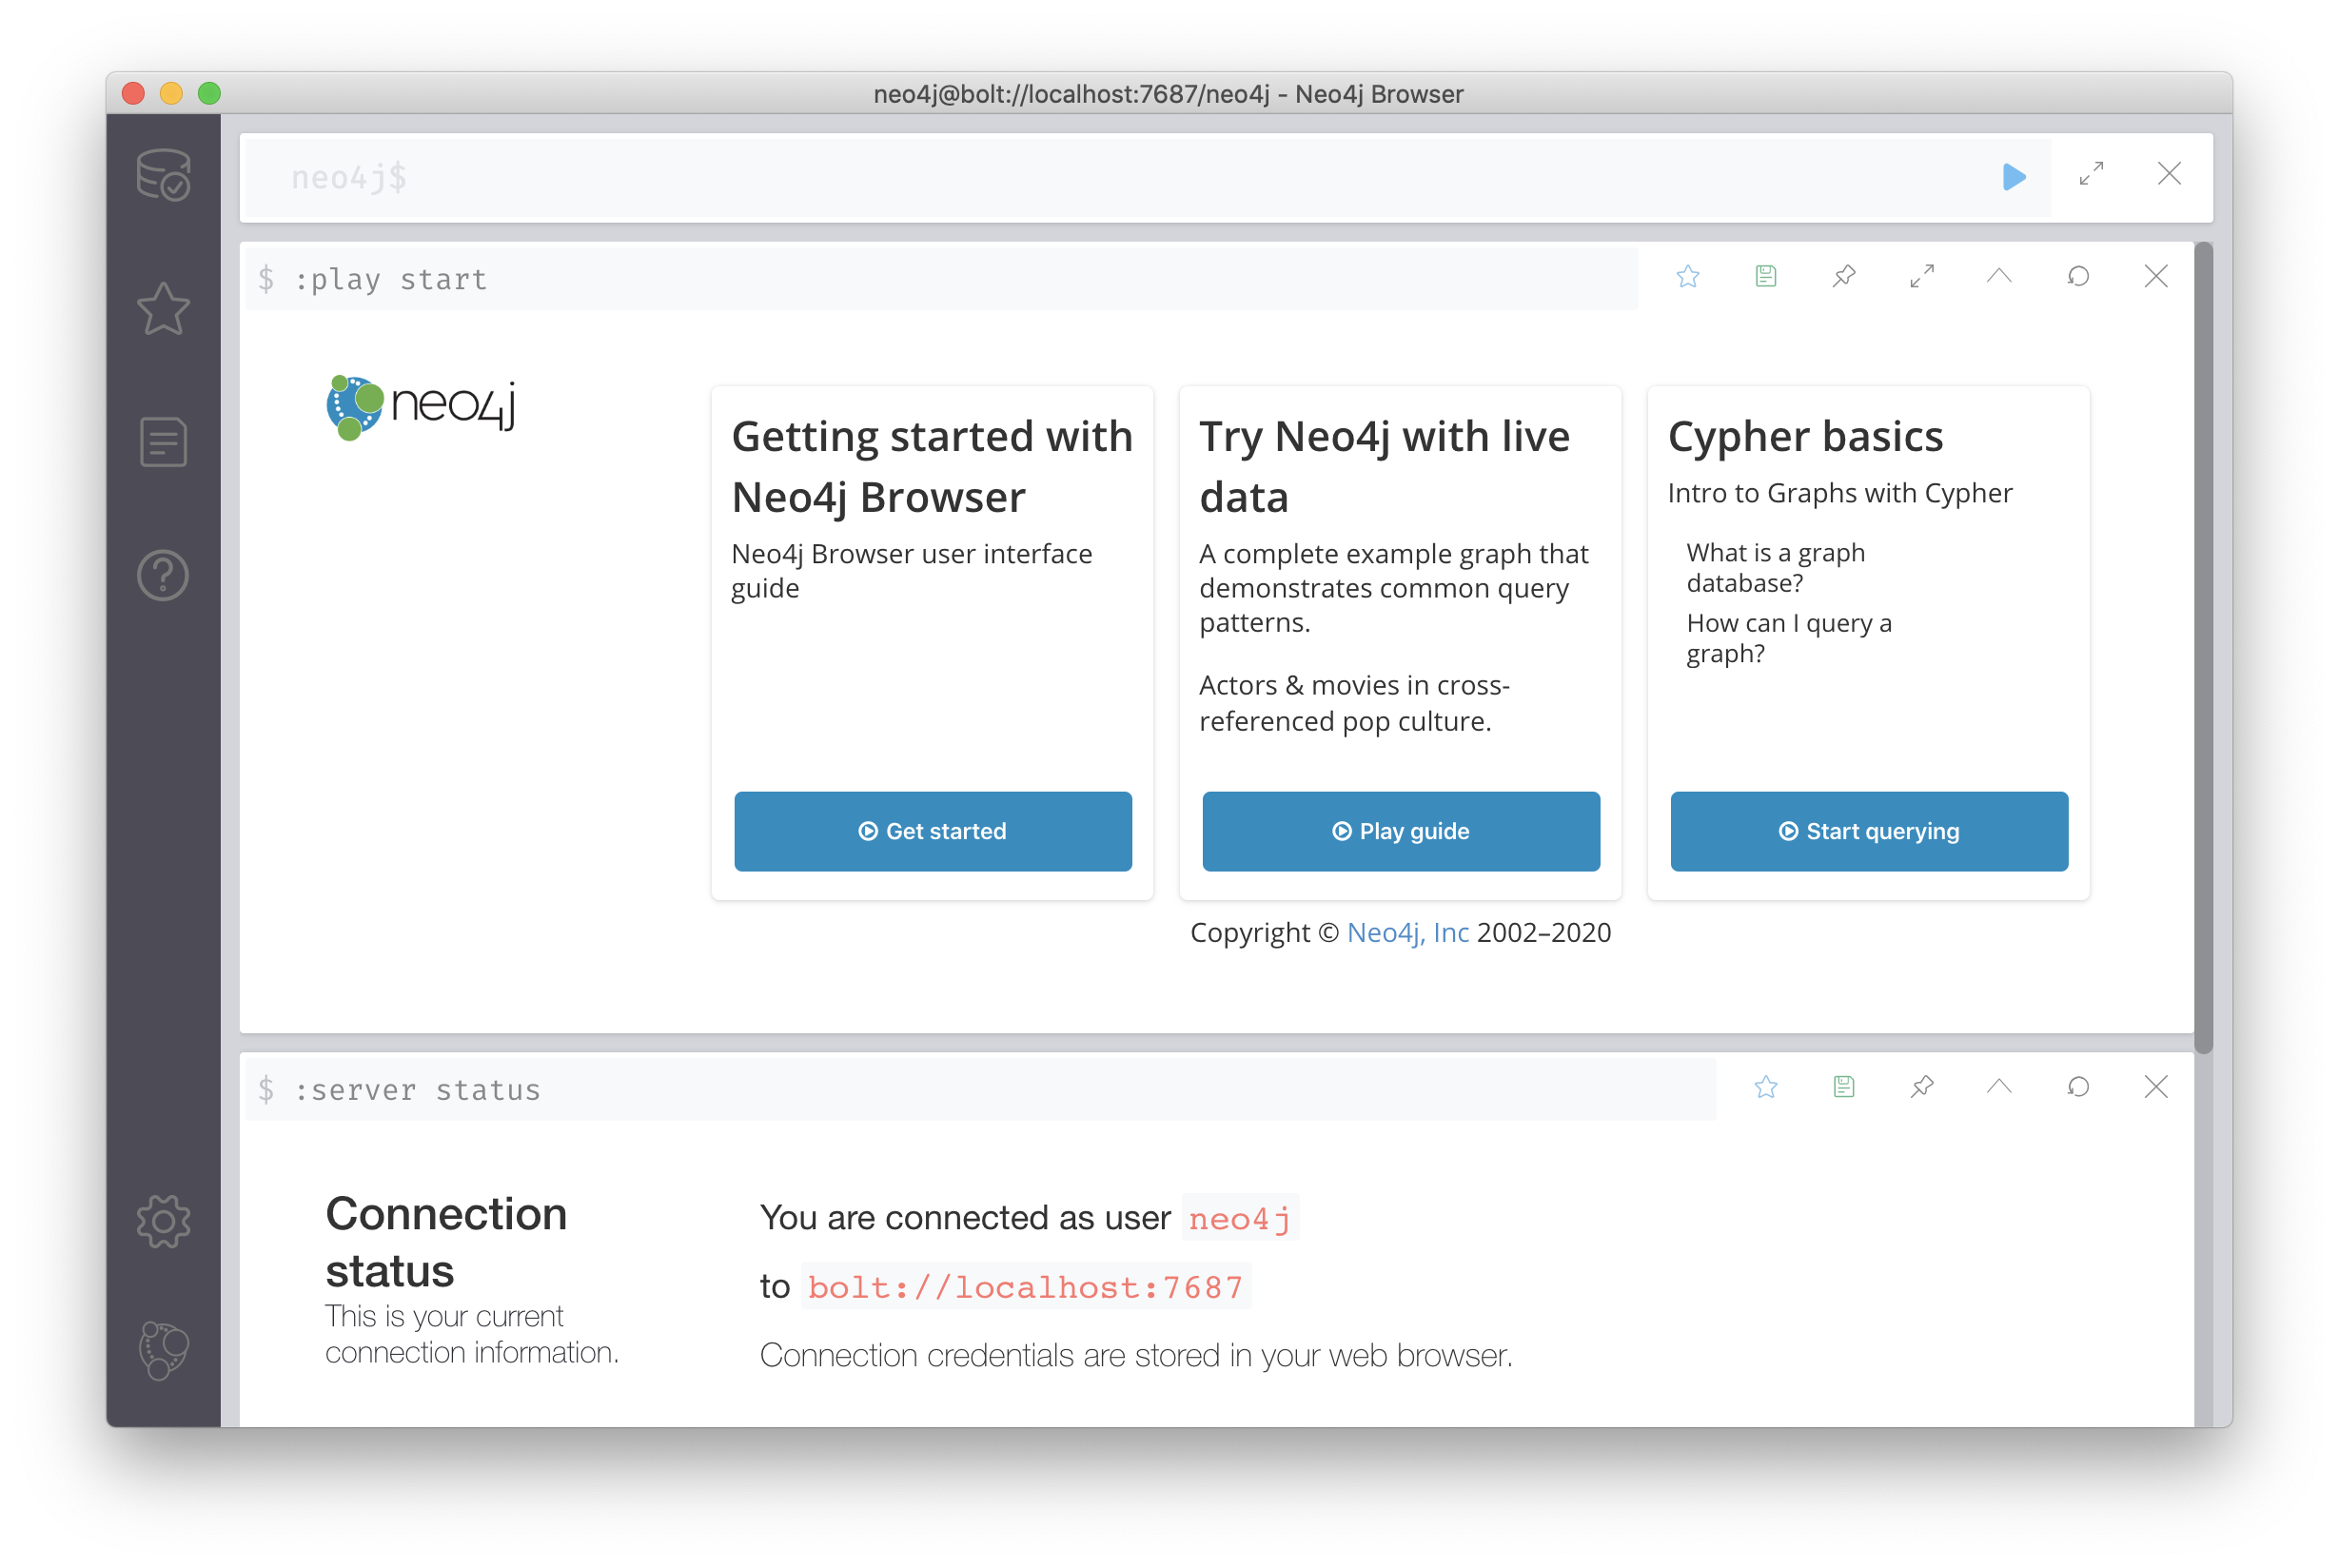 neo4j@bolt://localhost:7687/neo4j - Neo4j Browser
neo4j$
$ :play start
neo4j
Getting started with
Neo4j Browser
Neo4j Browser user interface
guide
Get started
Try Neo4j with live
data
A complete example graph that
demonstrates common query
patterns.
Actors & movies in cross-
referenced pop culture.
Play guide
Cypher basics
Intro to Graphs with Cypher
What is a graph
database?
How can I query a
graph?
Start querying
Copyright © Neo4j, Inc 2002–2020
$ :server status
Connection
status
This is your current
connection information.
You are connected as user neo4j
to bolt://localhost:7687
Connection credentials are stored in your web browser.